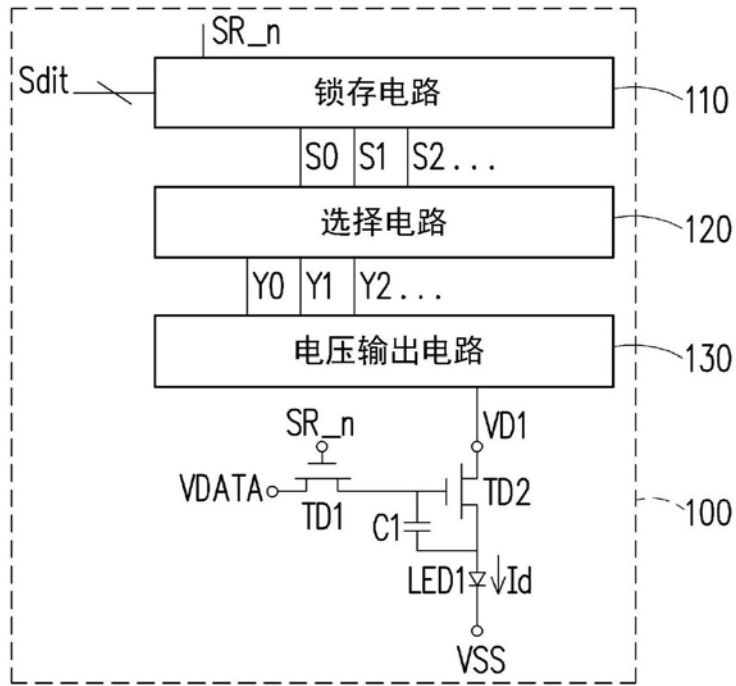 SR_n
Sdit
锁存电路
110
S0 S1 S2...
选择电路
120
Y0 Y1 Y2...
电压输出电路
130
SR_n
VD1
VDATA
TD1
TD2
C1
100
LED1
Id
VSS